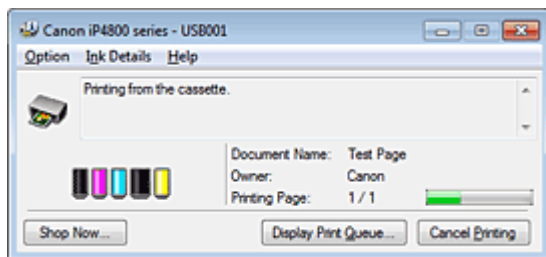 Canon iP4800 series - USB001
Option Ink Details Help
Printing from the cassette.
Document Name: Test Page
Owner: Canon
Printing Page: 1 / 1
Shop Now... Display Print Queue... Cancel Printing